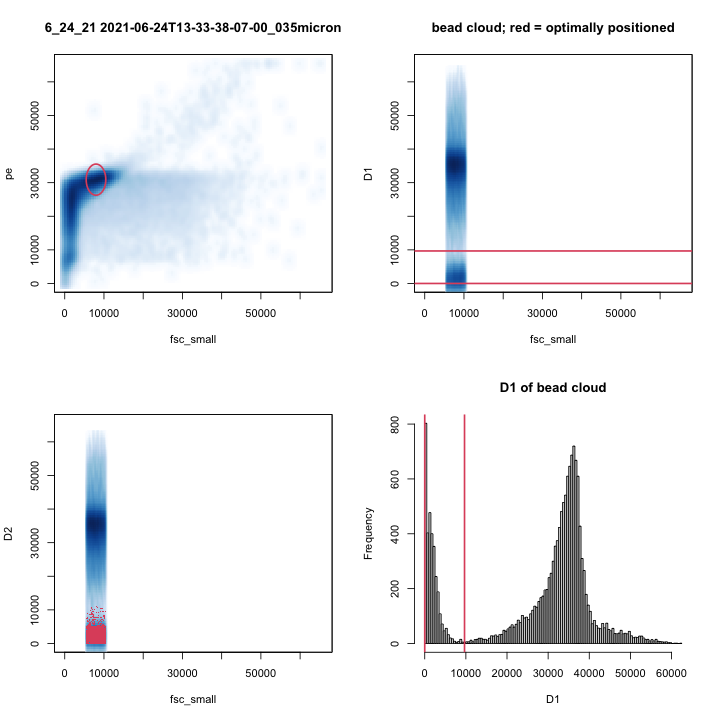 6_24_21 2021-06-24T13-33-38-07-00_035micron
pe
0 10000 30000 50000
0 10000 30000 50000
fsc_small
bead cloud; red = optimally positioned
D1
0 10000 30000 50000
0 10000 30000 50000
fsc_small
D2
0 10000 30000 50000
0 10000 30000 50000
fsc_small
D1 of bead cloud
Frequency
0 200 400 600 800
0 10000 20000 30000 40000 50000 60000
D1